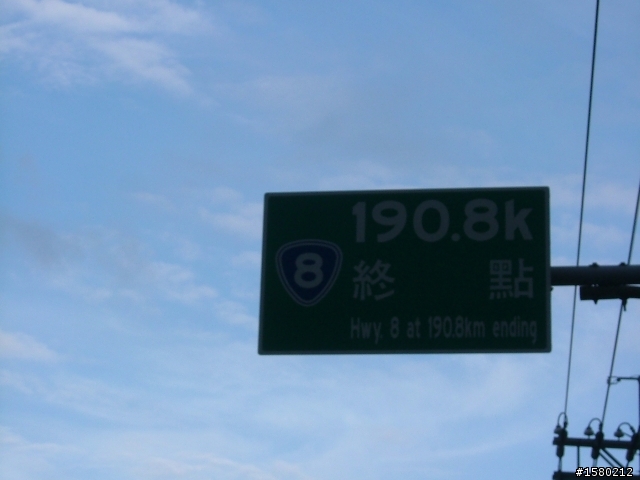 190.8k
8
終 點
Hwy. 8 at 190.8km ending
#1580212